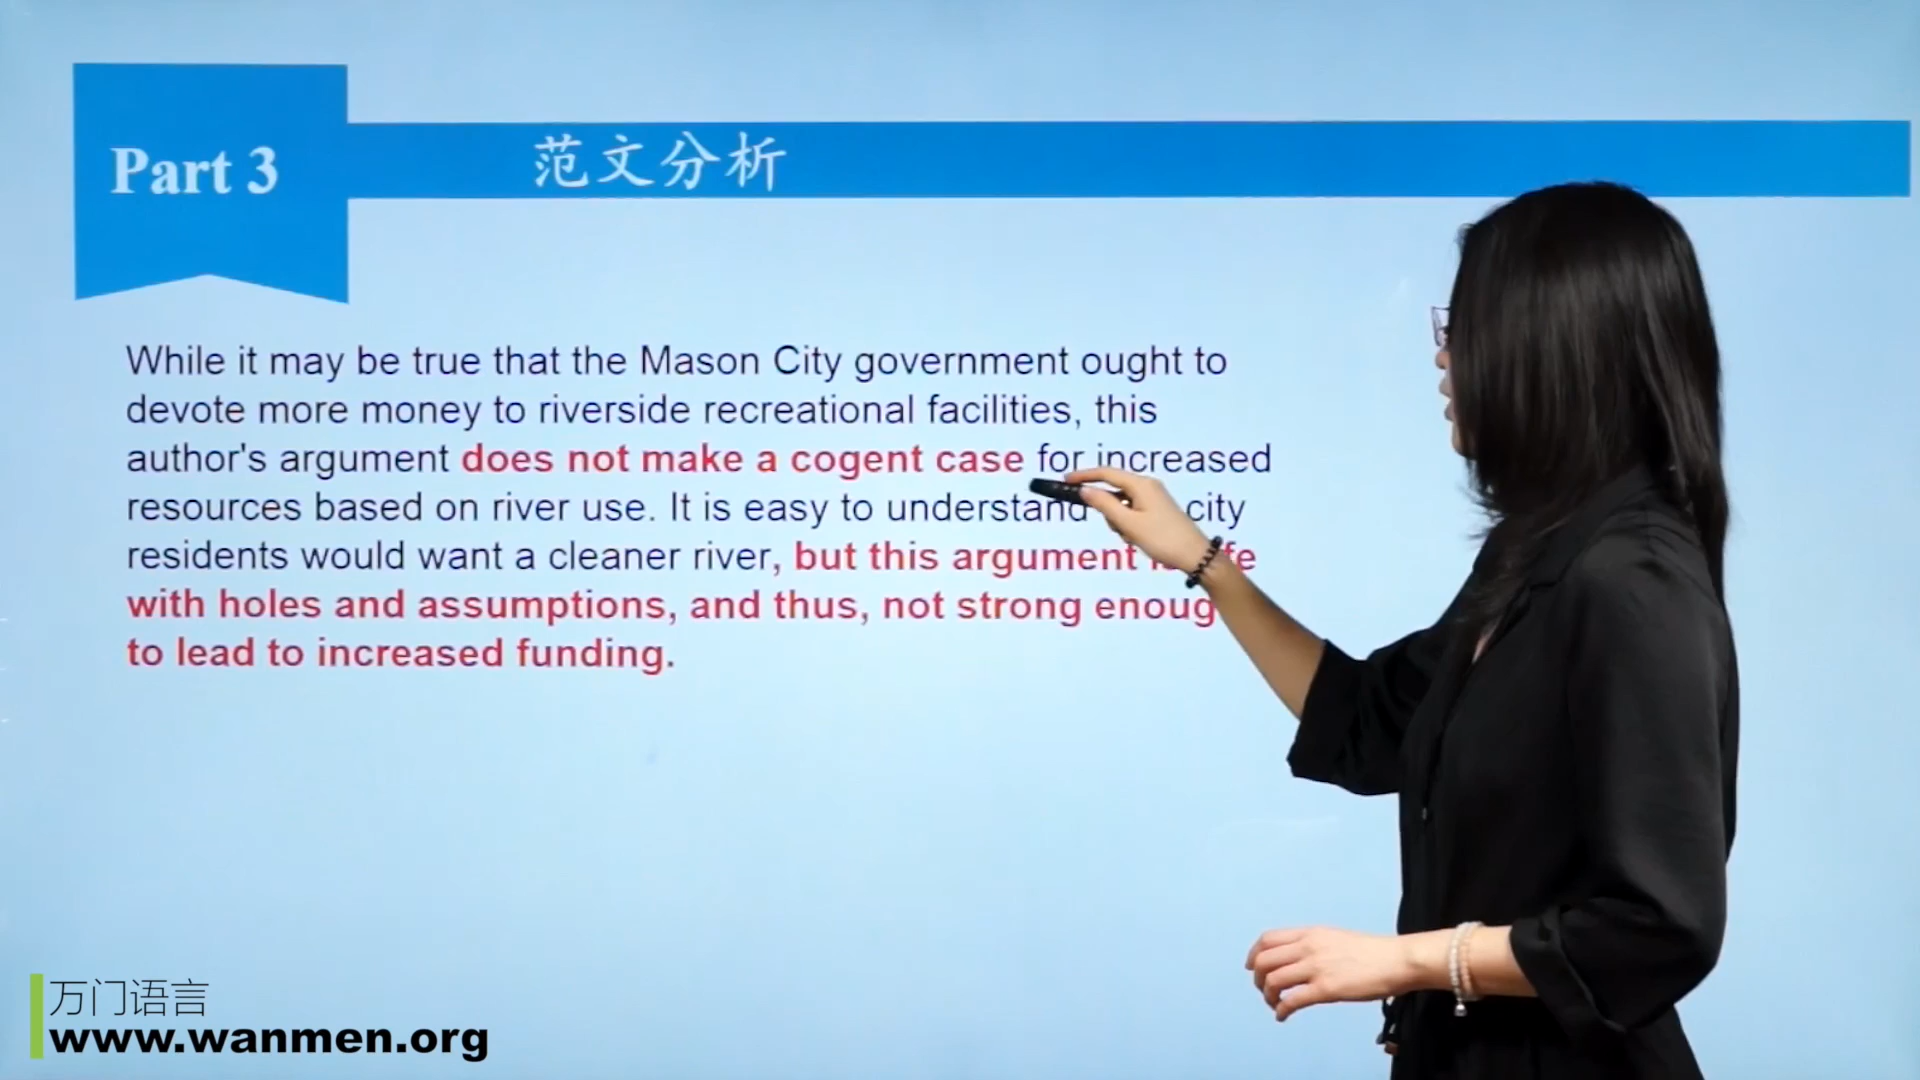 Part 3
范文分析
While it may be true that the Mason City government ought to
devote more money to riverside recreational facilities, this
author's argument does not make a cogent case for increased
resources based on river use. It is easy to understand city
residents would want a cleaner river, but this argument
with holes and assumptions, and thus, not strong
to lead to increased funding.
万门语言
www.wanmen.org